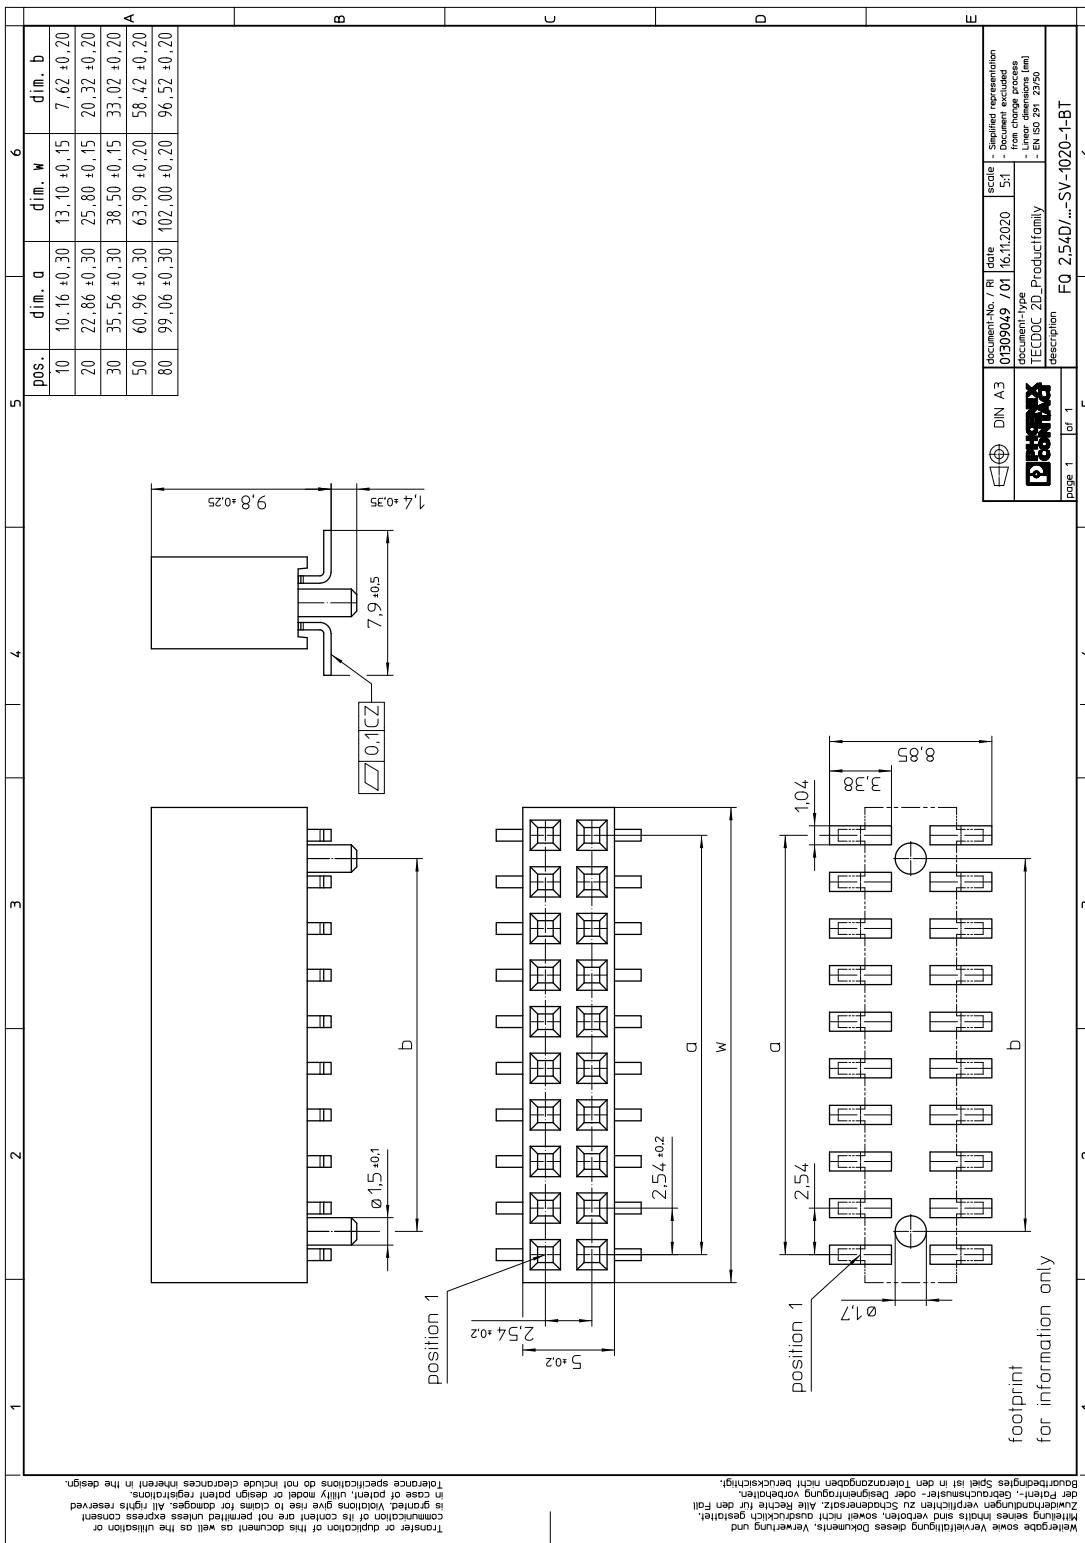 1 2 3 4 5 6
A B C D E
pos. dim. a dim. w dim. b
10 10.16 ±0,30 13,10 ±0,15 7,62 ±0,20
20 22,86 ±0,30 25,80 ±0,15 20,32 ±0,20
30 35,56 ±0,30 38,50 ±0,15 33,02 ±0,20
50 60,96 ±0,30 63,90 ±0,20 58,42 ±0,20
80 99,06 ±0,30 102,00 ±0,20 96,52 ±0,20
9,8 ±0,25
1,4 ±0,35
7,9 ±0,5
0,1 CZ
b
Ø1,5 ±0,1
position 1
2,54 ±0,2
5 ±0,2
2,54 ±0,2
a
w
position 1
Ø1,7
2,54
a
1,04
3,38
8,85
b
footprint
for information only
DIN A3
PHOENIX
CONTACT
page 1 of 1
document-No. / RI
01309049 / 01
date
16.11.2020
scale
5:1
- Simplified representation
- Document excluded
from change process
- Linear dimensions [mm]
- EN ISO 291 23/50
document-type
TECDOC 2D_Productfamily
description
FQ 2,54D/...-SV-1020-1-BT
Weitergabe sowie Vervielfältigung dieses Dokuments, Verwertung und
Mitteilung seines Inhalts sind verboten, soweit nicht ausdrücklich gestattet.
Zuwiderhandlungen verpflichten zu Schadenersatz. Alle Rechte für den Fall
der Patent-, Gebrauchsmuster- oder Designeintragung vorbehalten.
Bauartbedingtes Spiel ist in den Toleranzangaben nicht berücksichtigt.
Transfer or duplication of this document as well as the utilisation or
communication of its content are not permitted unless express consent
is granted. Violations give rise to claims for damages. All rights reserved
in case of patent, utility model or design patent registrations.
Tolerance specifications do not include clearances inherent in the design.